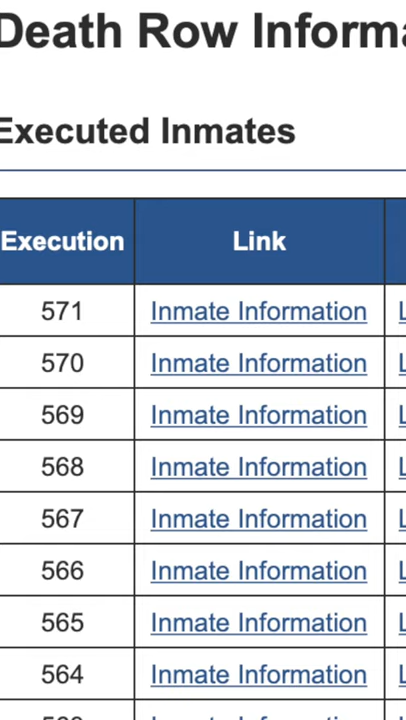 Death Row Informa
Executed Inmates
Execution Link
571 Inmate Information L
570 Inmate Information L
569 Inmate Information L
568 Inmate Information L
567 Inmate Information L
566 Inmate Information L
565 Inmate Information L
564 Inmate Information L